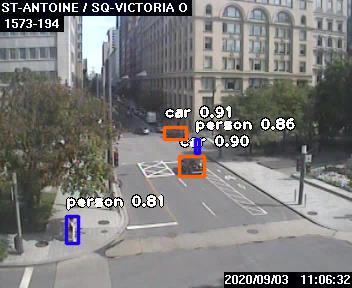 ST-ANTOINE / SQ-VICTORIA O
1573-194
car 0.91
person 0.86
car 0.90
person 0.81
2020/09/03 11:06:32